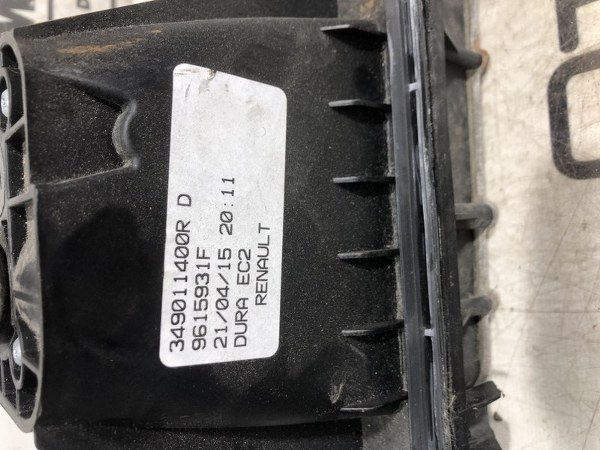 349011400R D
9615931F
21/04/15 20:11
DURA EC2
RENAULT